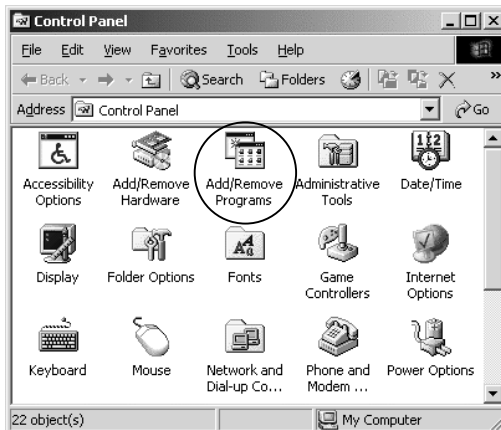 Control Panel
File Edit View Favorites Tools Help
Back Search Folders »
Address Control Panel Go
Accessibility Options
Add/Remove Hardware
Add/Remove Programs
Administrative Tools
Date/Time
Display
Folder Options
Fonts
Game Controllers
Internet Options
Keyboard
Mouse
Network and Dial-up Co...
Phone and Modem ...
Power Options
22 object(s) My Computer